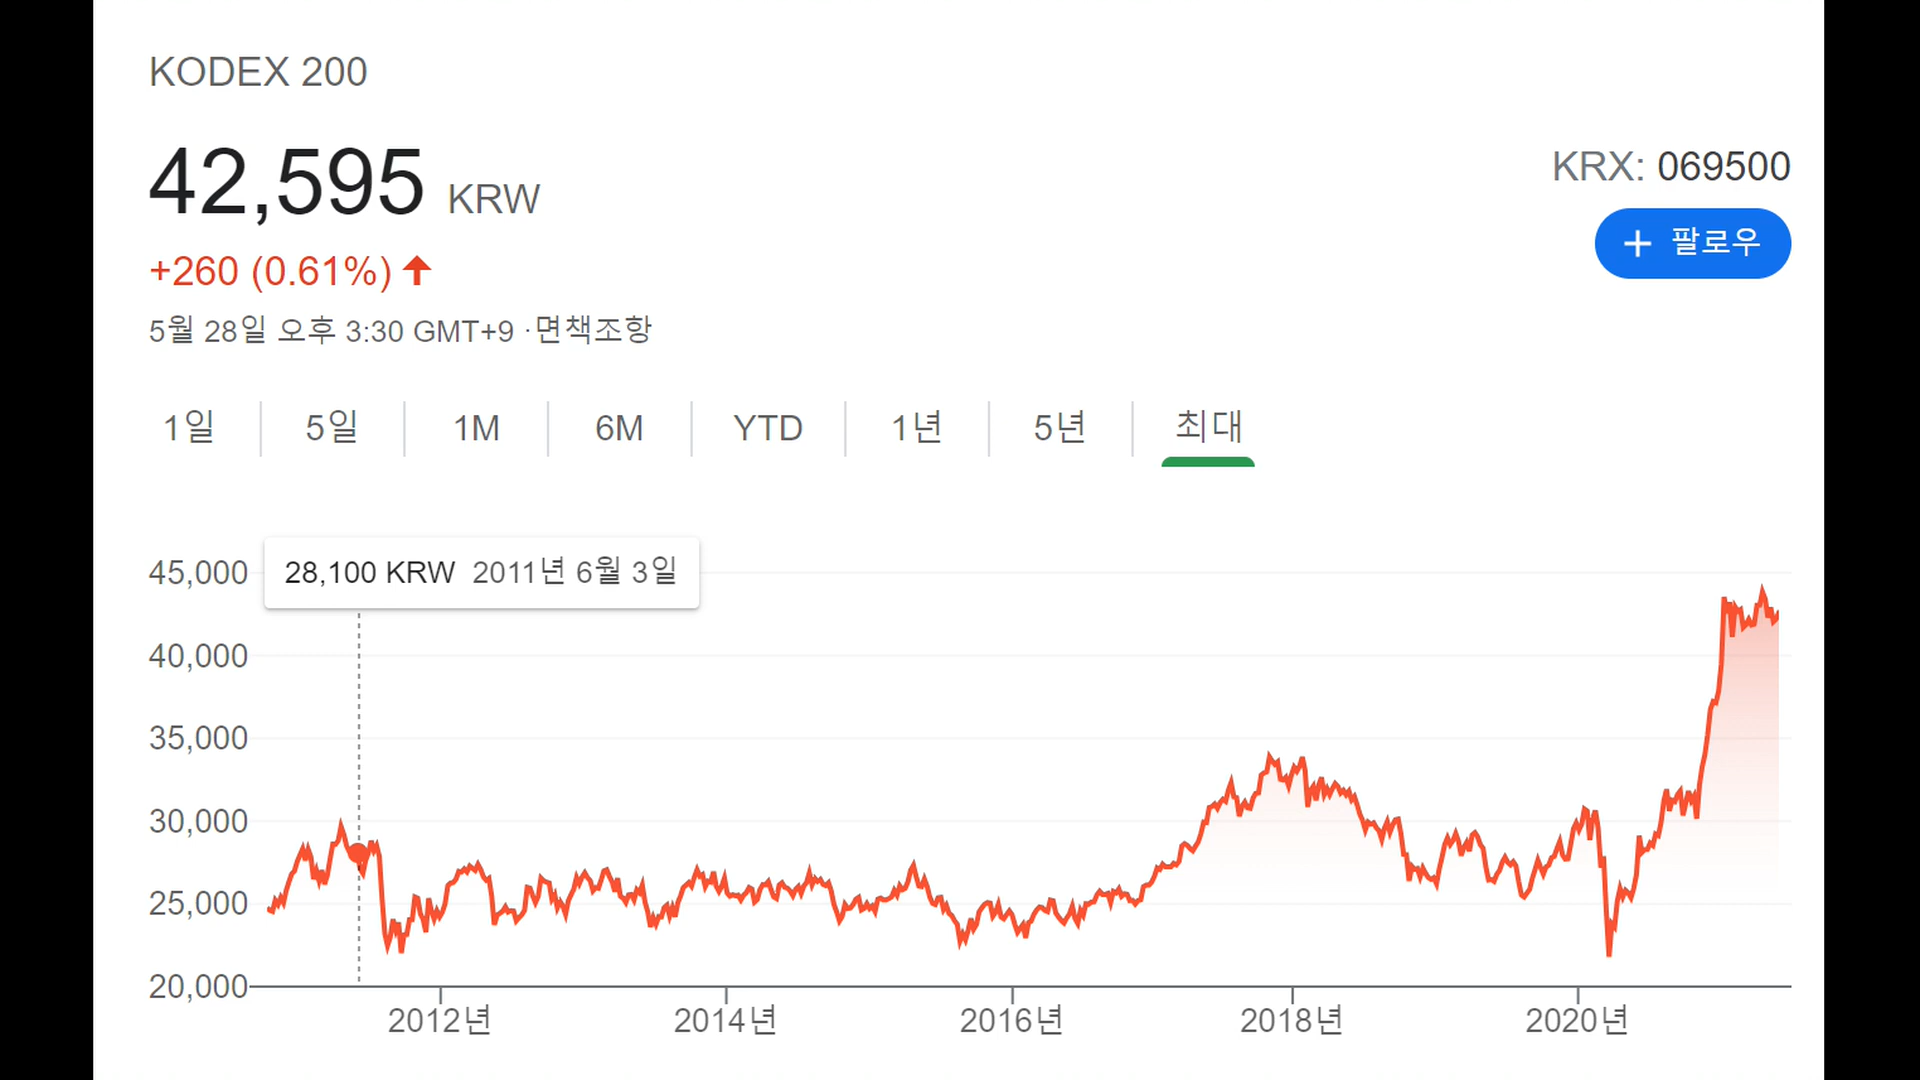 KODEX 200
42,595 KRW
KRX: 069500
+ 팔로우
+260 (0.61%)
5월 28일 오후 3:30 GMT+9 ·면책조항
1일 5일 1M 6M YTD 1년 5년 최대
28,100 KRW 2011년 6월 3일
45,000
40,000
35,000
30,000
25,000
20,000
2012년 2014년 2016년 2018년 2020년